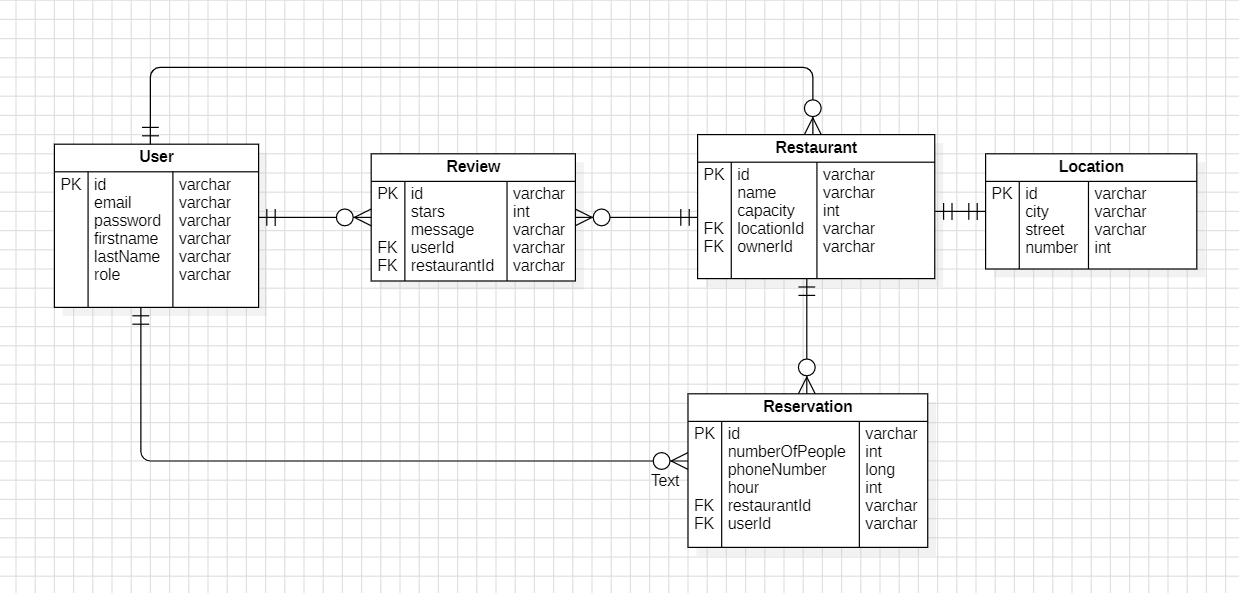 User
PK id varchar
email varchar
password varchar
firstname varchar
lastName varchar
role varchar
Review
PK id varchar
stars int
message varchar
FK userId varchar
FK restaurantId varchar
Restaurant
PK id varchar
name varchar
capacity int
FK locationId varchar
FK ownerId varchar
Location
PK id varchar
city varchar
street varchar
number int
Reservation
PK id varchar
numberOfPeople int
phoneNumber long
hour int
FK restaurantId varchar
FK userId varchar
Text